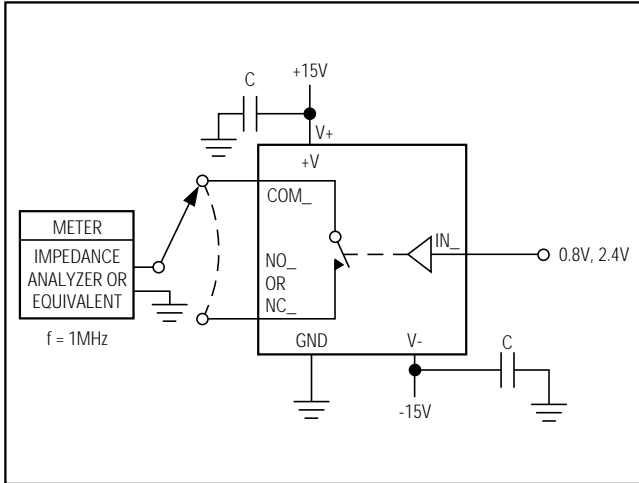 +15V
C
V+
+V
COM_
METER
IMPEDANCE
ANALYZER OR
EQUIVALENT
f = 1MHz
NO_
OR
NC_
IN_
0.8V, 2.4V
GND
V-
C
-15V